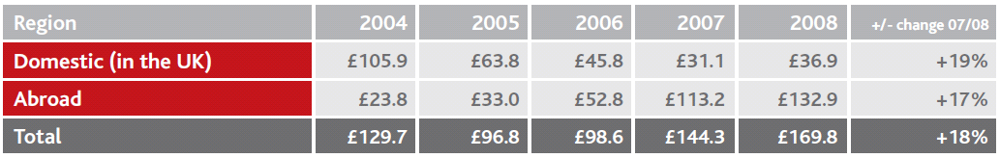 Region 2004 2005 2006 2007 2008 +/- change 07/08
Domestic (in the UK) £105.9 £63.8 £45.8 £31.1 £36.9 +19%
Abroad £23.8 £33.0 £52.8 £113.2 £132.9 +17%
Total £129.7 £96.8 £98.6 £144.3 £169.8 +18%